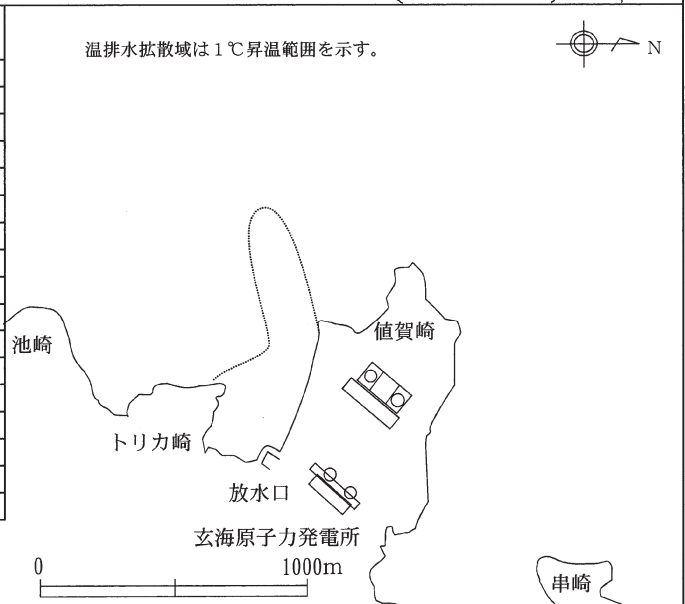 温排水拡散域は1℃昇温範囲を示す。
N
値賀崎
池崎
トリカ崎
放水口
玄海原子力発電所
0 1000m
串崎